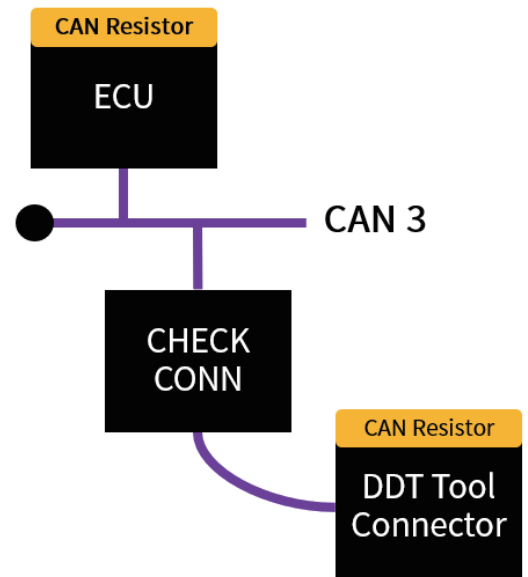 CAN Resistor
ECU
CAN 3
CHECK
CONN
CAN Resistor
DDT Tool
Connector